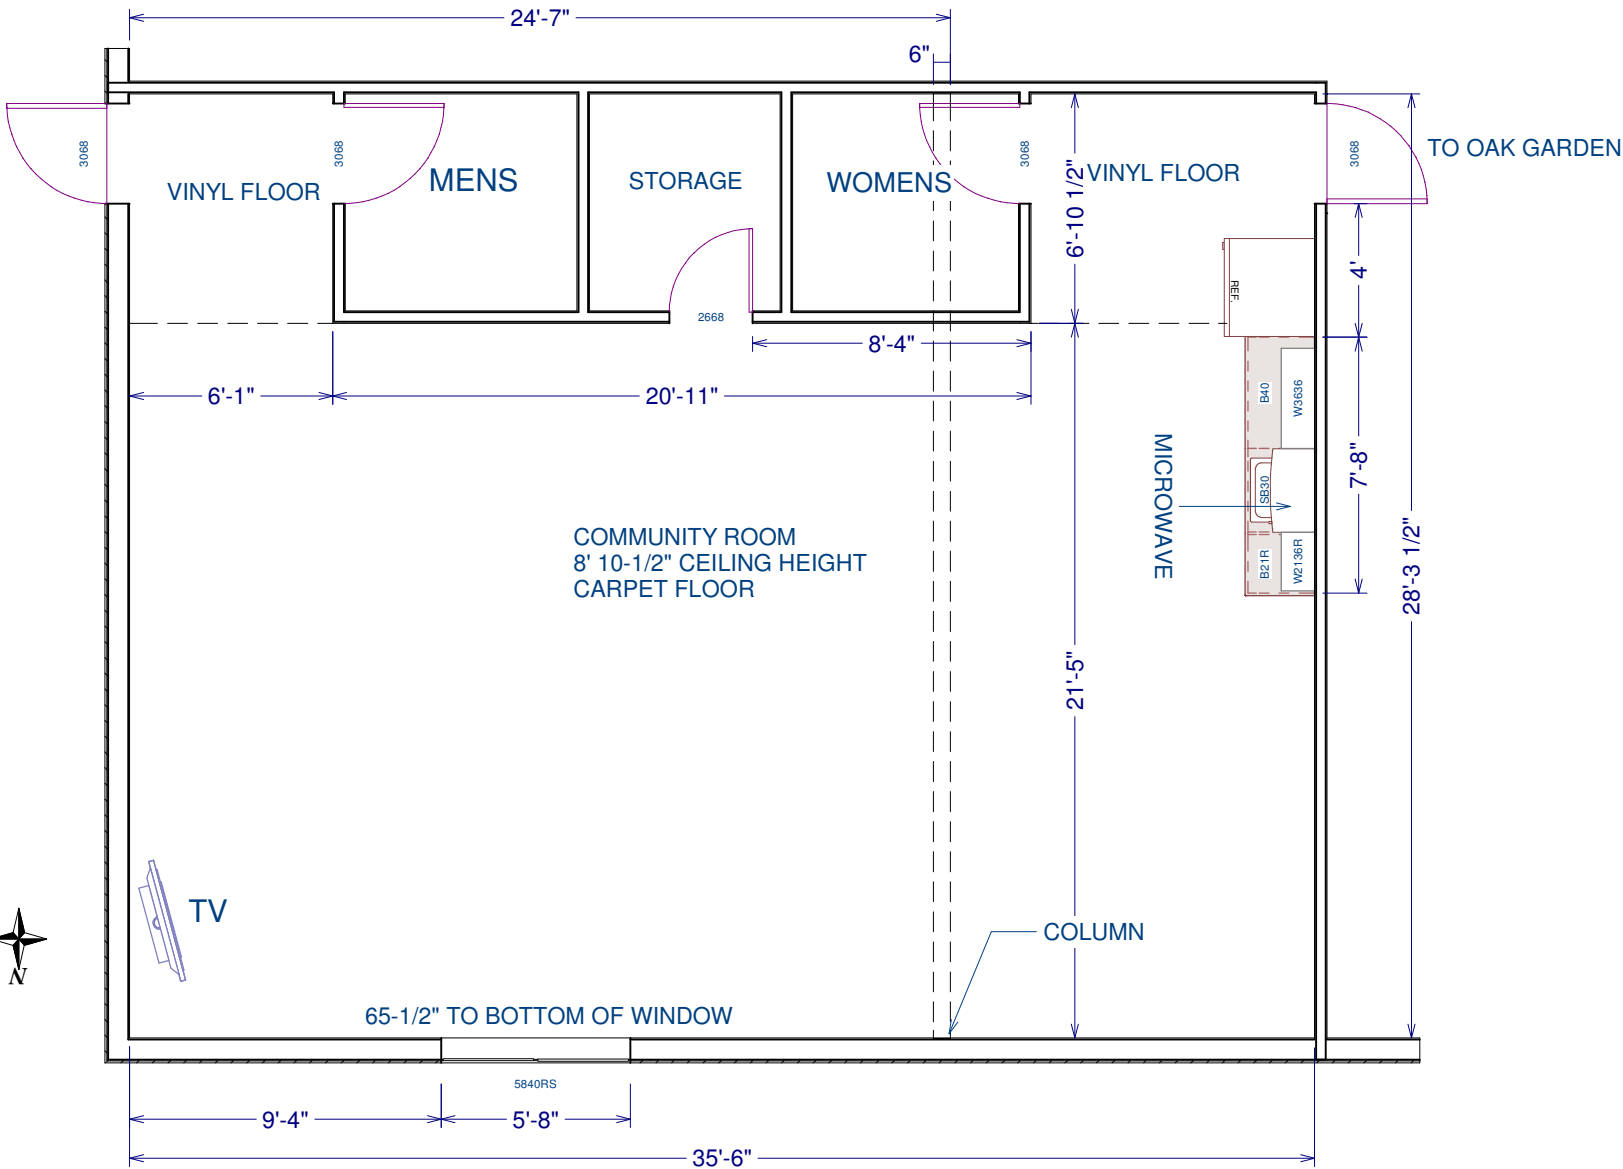 24'-7"
6"
3068
3068
3068
3068
TO OAK GARDEN
VINYL FLOOR
MENS
STORAGE
WOMENS
VINYL FLOOR
6'-10 1/2"
4'
REF.
2668
8'-4"
6'-1"
20'-11"
B40
W3636
MICROWAVE
7'-8"
SB30
B21R
W2136R
28'-3 1/2"
COMMUNITY ROOM
8' 10-1/2" CEILING HEIGHT
CARPET FLOOR
21'-5"
TV
COLUMN
N
65-1/2" TO BOTTOM OF WINDOW
5840RS
9'-4"
5'-8"
35'-6"